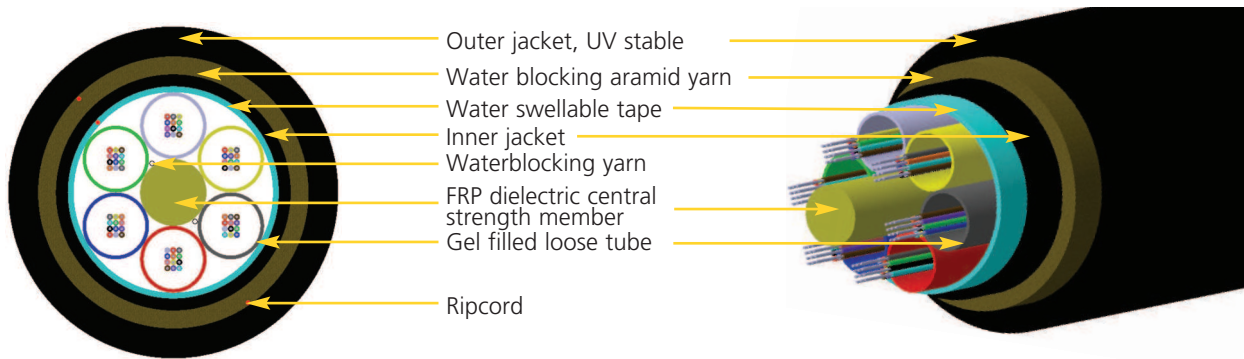 Outer jacket, UV stable
Water blocking aramid yarn
Water swellable tape
Inner jacket
Waterblocking yarn
FRP dielectric central
strength member
Gel filled loose tube
Ripcord